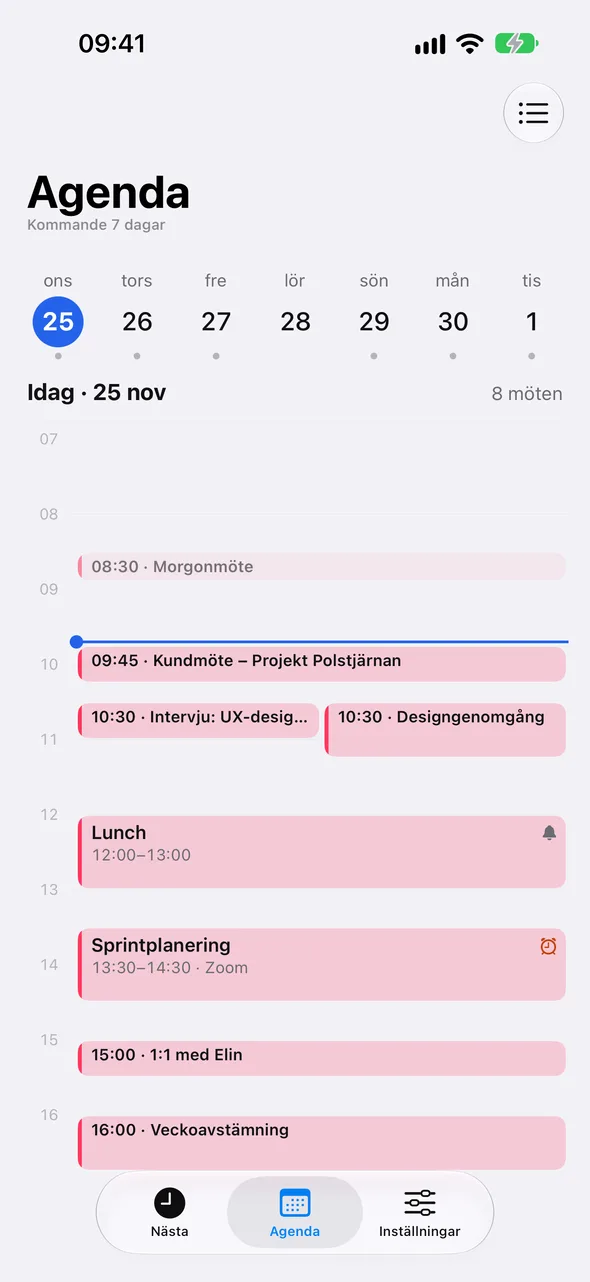 09:41
Agenda
Kommande 7 dagar
ons tors fre lör sön mån tis
25 26 27 28 29 30 1
Idag · 25 nov 8 möten
07
08
08:30 · Morgonmöte
09
09:45 · Kundmöte – Projekt Polstjärnan
10
10:30 · Intervju: UX-desig... 10:30 · Designgenomgång
11
12
Lunch
12:00–13:00
13
Sprintplanering
14 13:30–14:30 · Zoom
15
15:00 · 1:1 med Elin
16
16:00 · Veckoavstämning
Nästa Agenda Inställningar